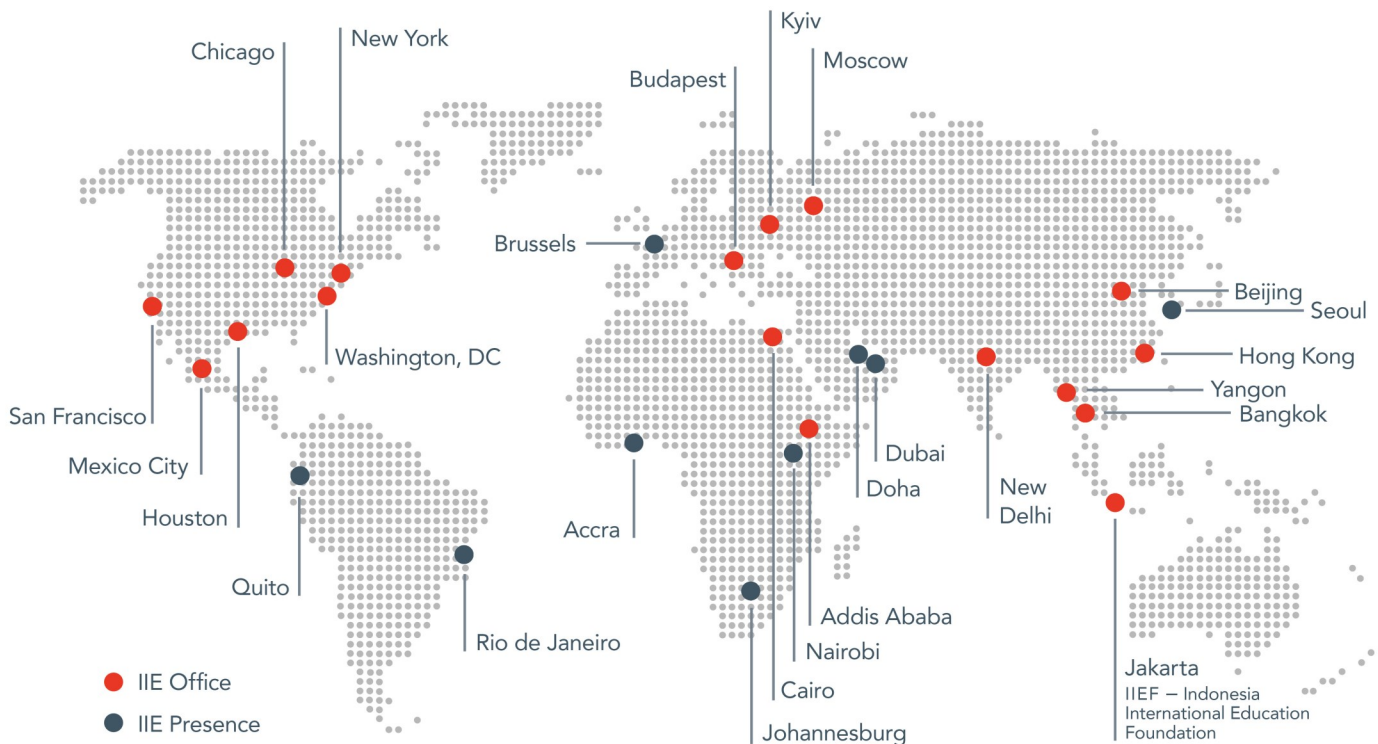 Kyiv
New York
Chicago
Moscow
Budapest
Brussels
Beijing
Seoul
Washington, DC
Hong Kong
Yangon
San Francisco
Bangkok
Mexico City
Dubai
Doha
New
Delhi
Houston
Accra
Quito
Addis Ababa
Rio de Janeiro
Nairobi
Jakarta
IIEF – Indonesia
International Education
Foundation
Cairo
Johannesburg
IIE Office
IIE Presence